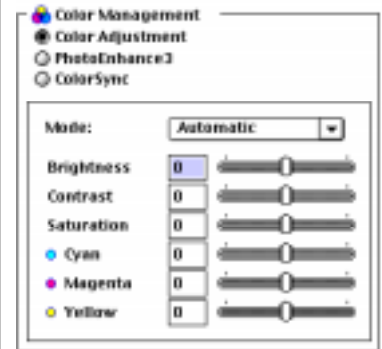 Color Management
Color Adjustment
PhotoEnhance3
ColorSync
Mode: Automatic
Brightness 0
Contrast 0
Saturation 0
Cyan 0
Magenta 0
Yellow 0